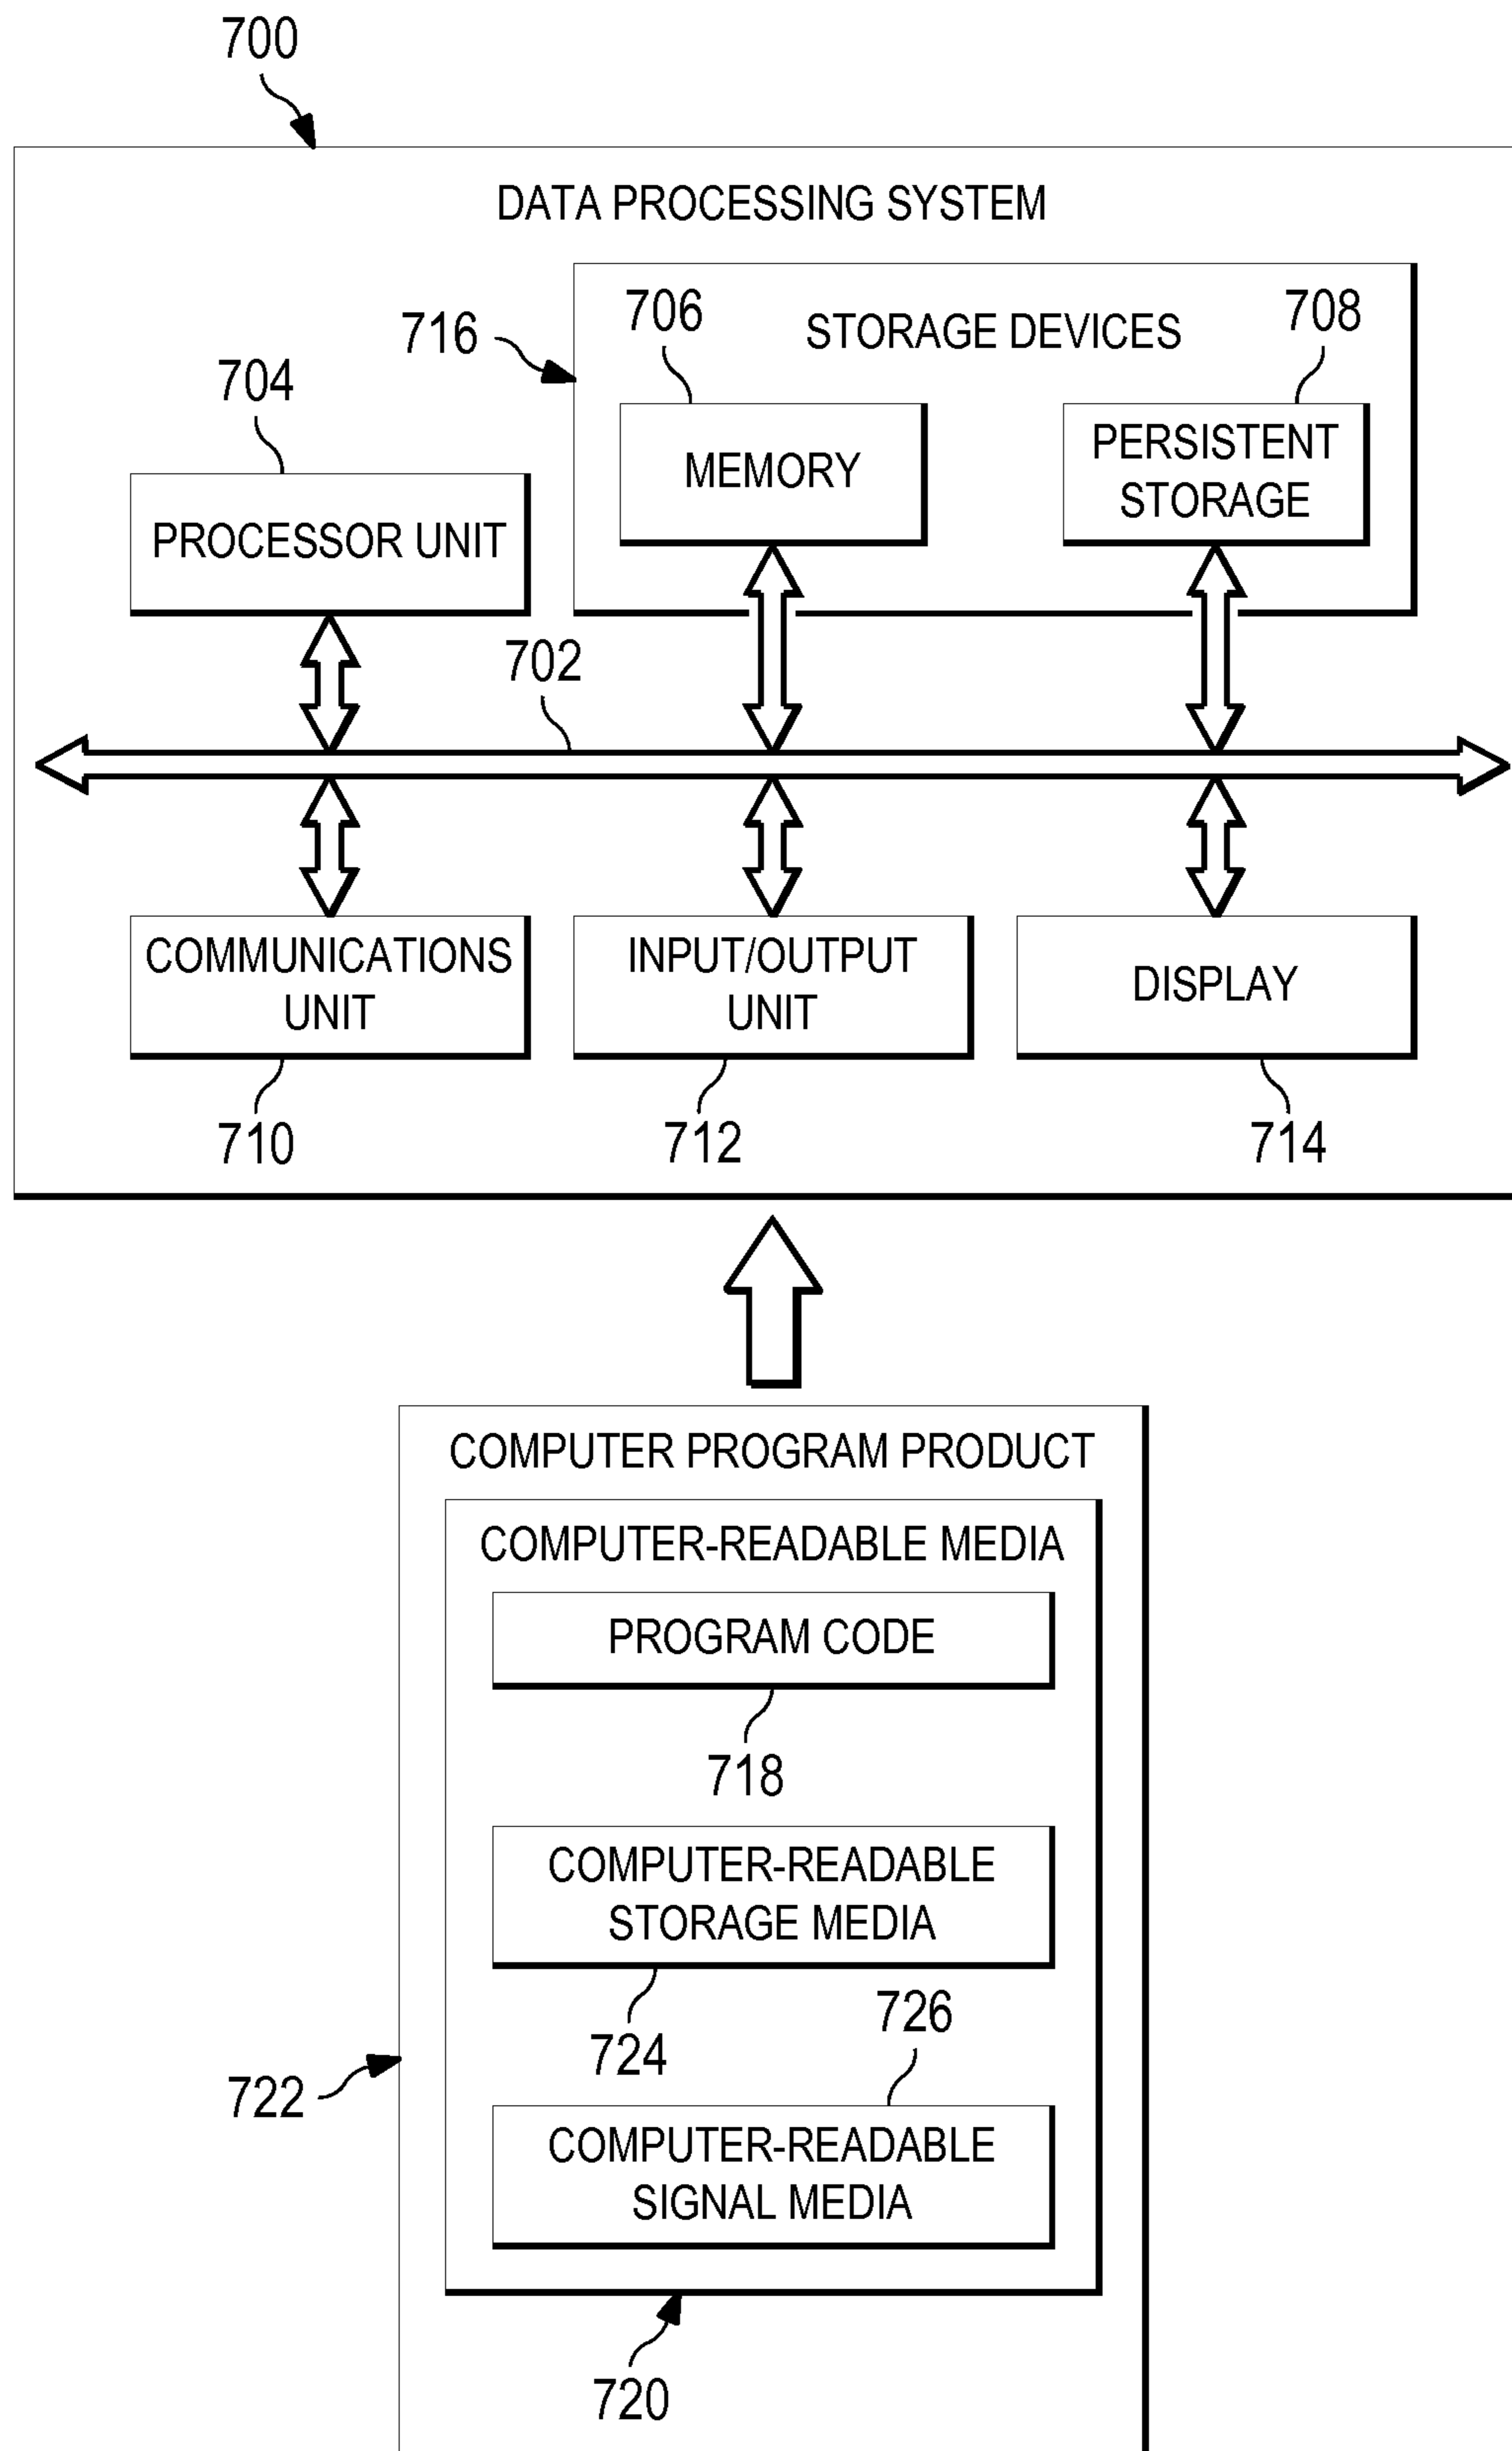 700
DATA PROCESSING SYSTEM
706
STORAGE DEVICES
708
716
704
MEMORY
PERSISTENT
STORAGE
PROCESSOR UNIT
702
COMMUNICATIONS
UNIT
INPUT/OUTPUT
UNIT
DISPLAY
710
712
714
COMPUTER PROGRAM PRODUCT
COMPUTER-READABLE MEDIA
PROGRAM CODE
718
COMPUTER-READABLE
STORAGE MEDIA
724
726
722
COMPUTER-READABLE
SIGNAL MEDIA
720